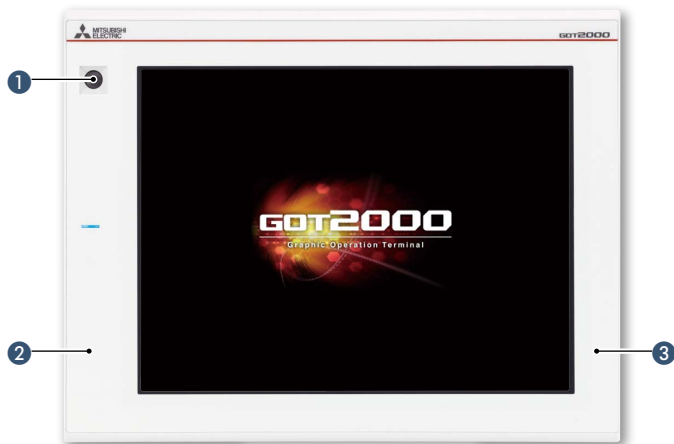 MITSUBISHI
ELECTRIC
GOT2000
1
GOT2000
Graphic Operation Terminal
2
3